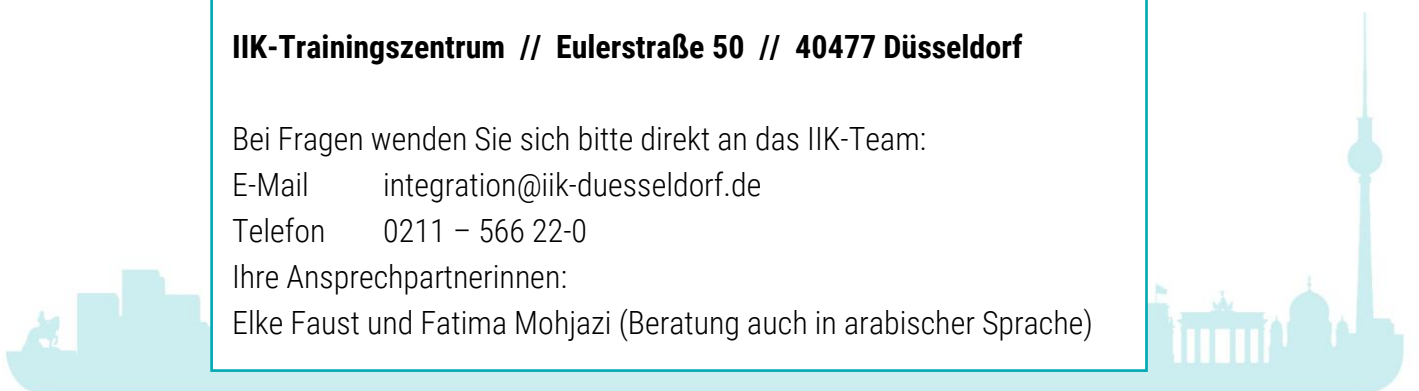 IIK-Trainingszentrum // Eulerstraße 50 // 40477 Düsseldorf
Bei Fragen wenden Sie sich bitte direkt an das IIK-Team:
E-Mail integration@iik-duesseldorf.de
Telefon 0211 – 566 22-0
Ihre Ansprechpartnerinnen:
Elke Faust und Fatima Mohjazi (Beratung auch in arabischer Sprache)